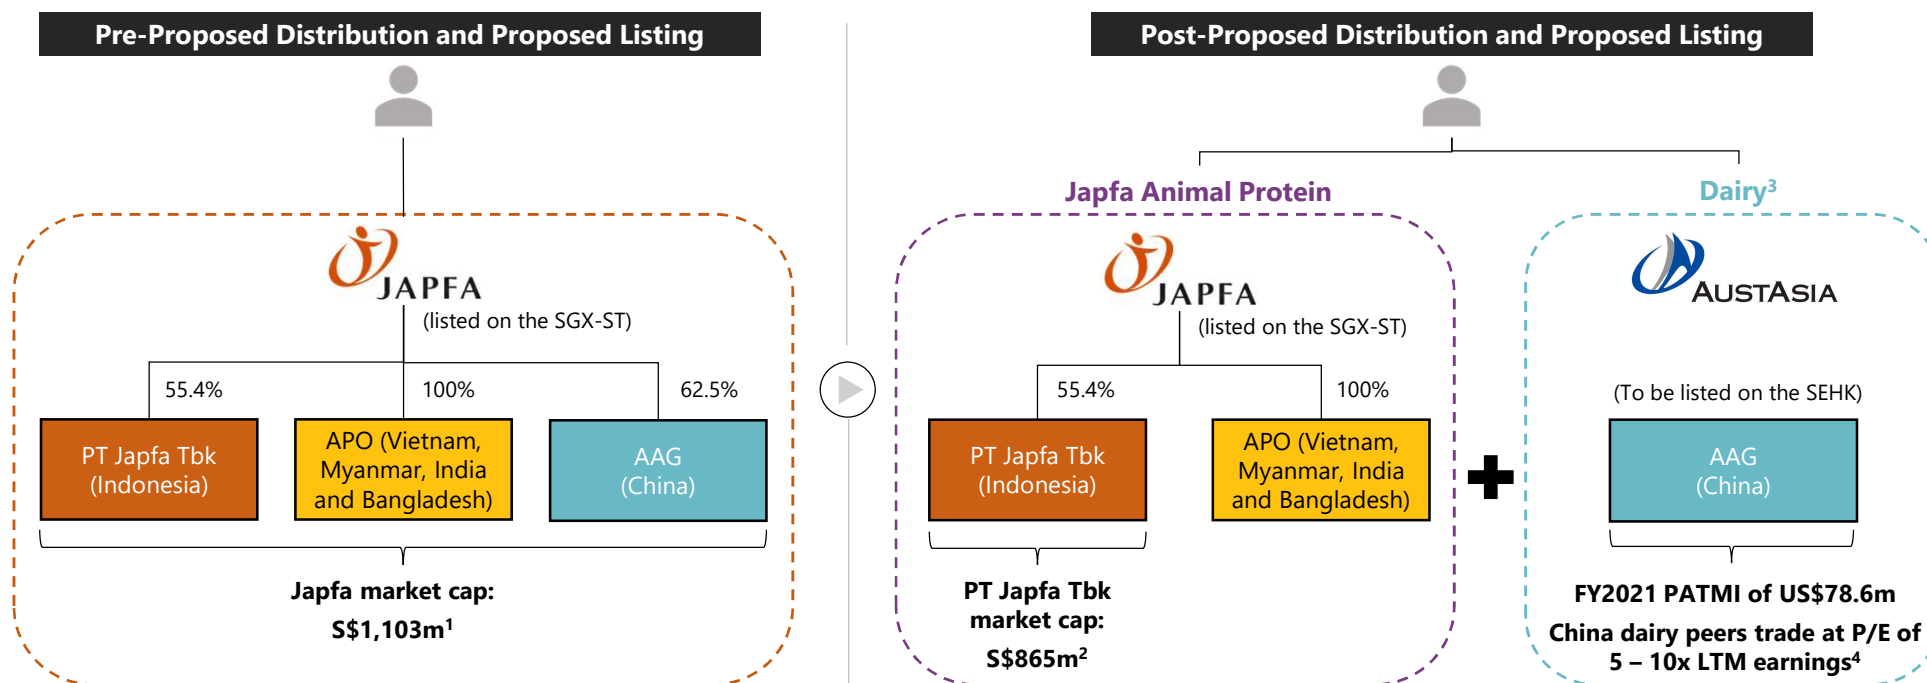 Pre-Proposed Distribution and Proposed Listing
JAPFA
(listed on the SGX-ST)
55.4%
100%
62.5%
PT Japfa Tbk
(Indonesia)
APO (Vietnam,
Myanmar, India
and Bangladesh)
AAG
(China)
Japfa market cap:
S$1,103m¹
Post-Proposed Distribution and Proposed Listing
Japfa Animal Protein
JAPFA
(listed on the SGX-ST)
55.4%
100%
PT Japfa Tbk
(Indonesia)
APO (Vietnam,
Myanmar, India
and Bangladesh)
PT Japfa Tbk
market cap:
S$865m²
Dairy³
AUSTASIA
(To be listed on the SEHK)
AAG
(China)
FY2021 PATMI of US$78.6m
China dairy peers trade at P/E of
5 – 10x LTM earnings⁴